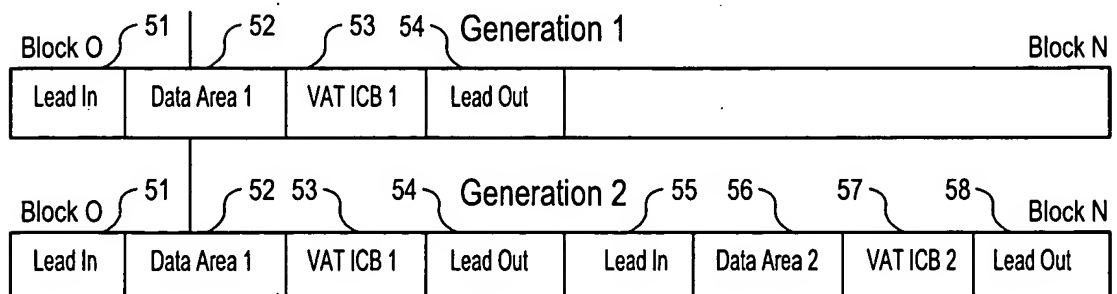 51 52 53 54 Generation 1
Block O Block N
Lead In Data Area 1 VAT ICB 1 Lead Out
51 52 53 54 Generation 2 55 56 57 58
Block O Block N
Lead In Data Area 1 VAT ICB 1 Lead Out Lead In Data Area 2 VAT ICB 2 Lead Out